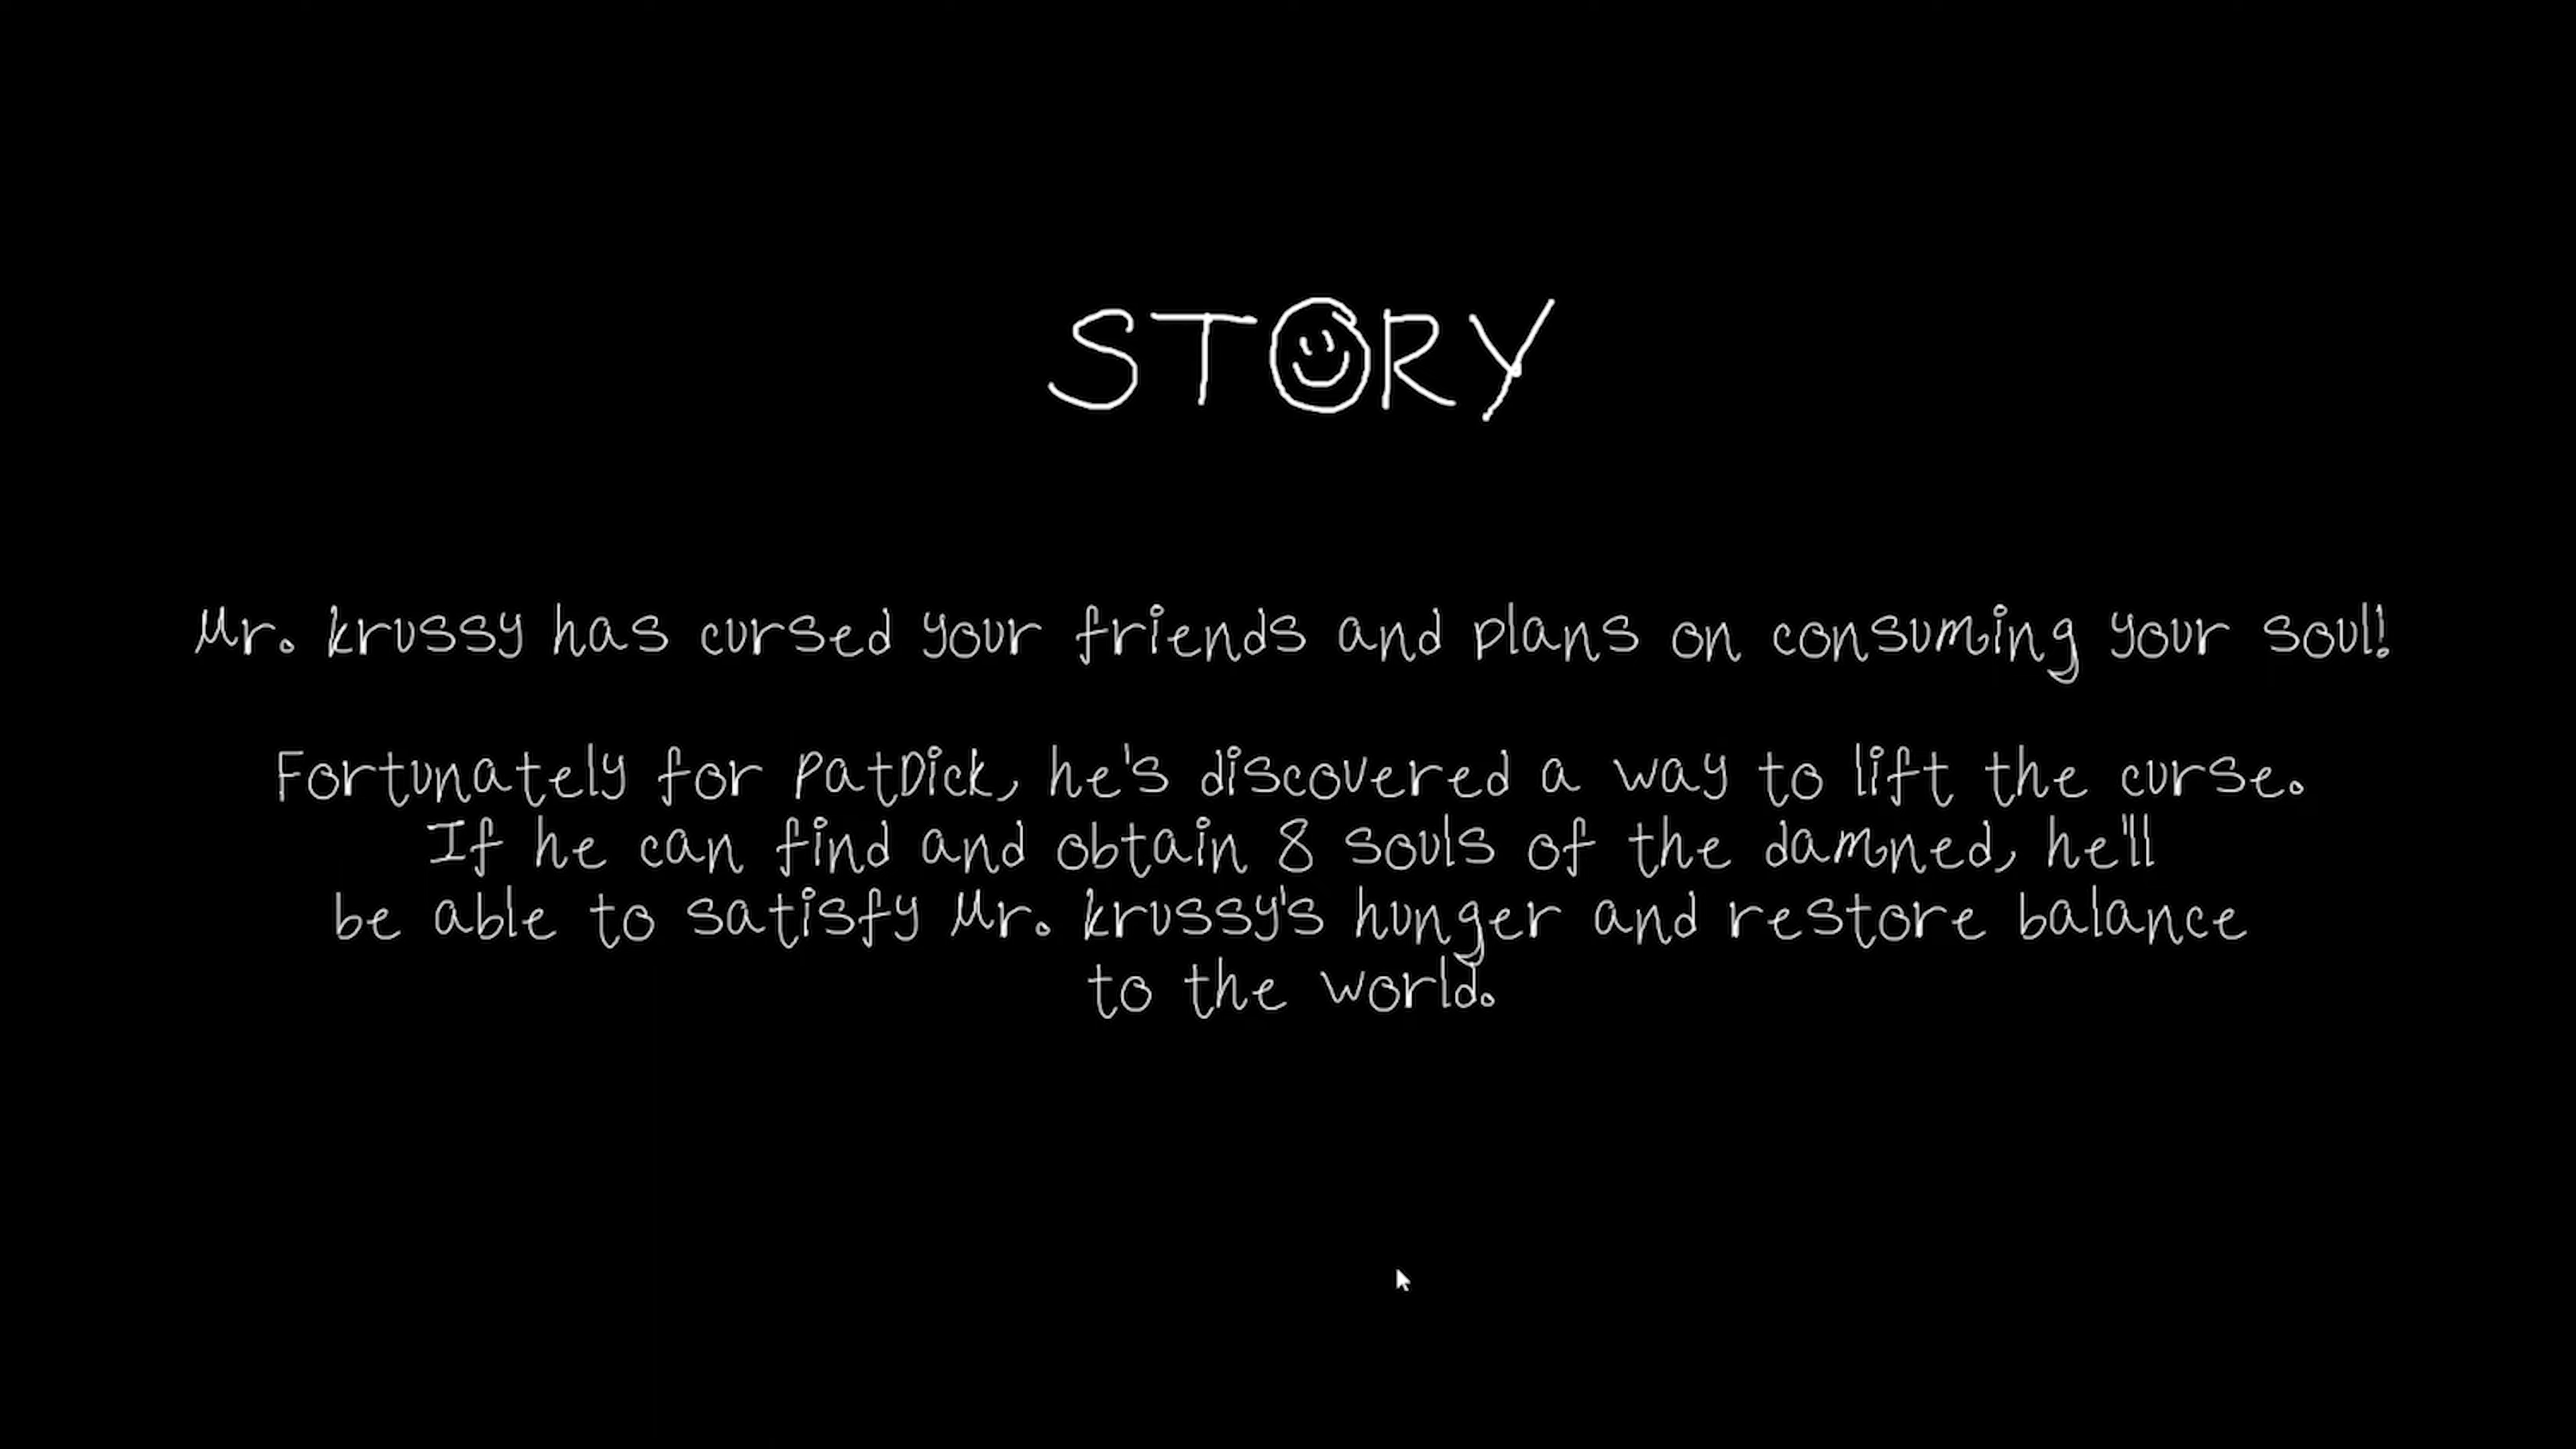 STORY
Mr. krussy has cursed your friends and plans on consuming your soul!
Fortunately for PatDick, he's discovered a way to lift the curse.
If he can find and obtain 8 souls of the damned, he'll
be able to satisfy Mr. krussy's hunger and restore balance
to the world.